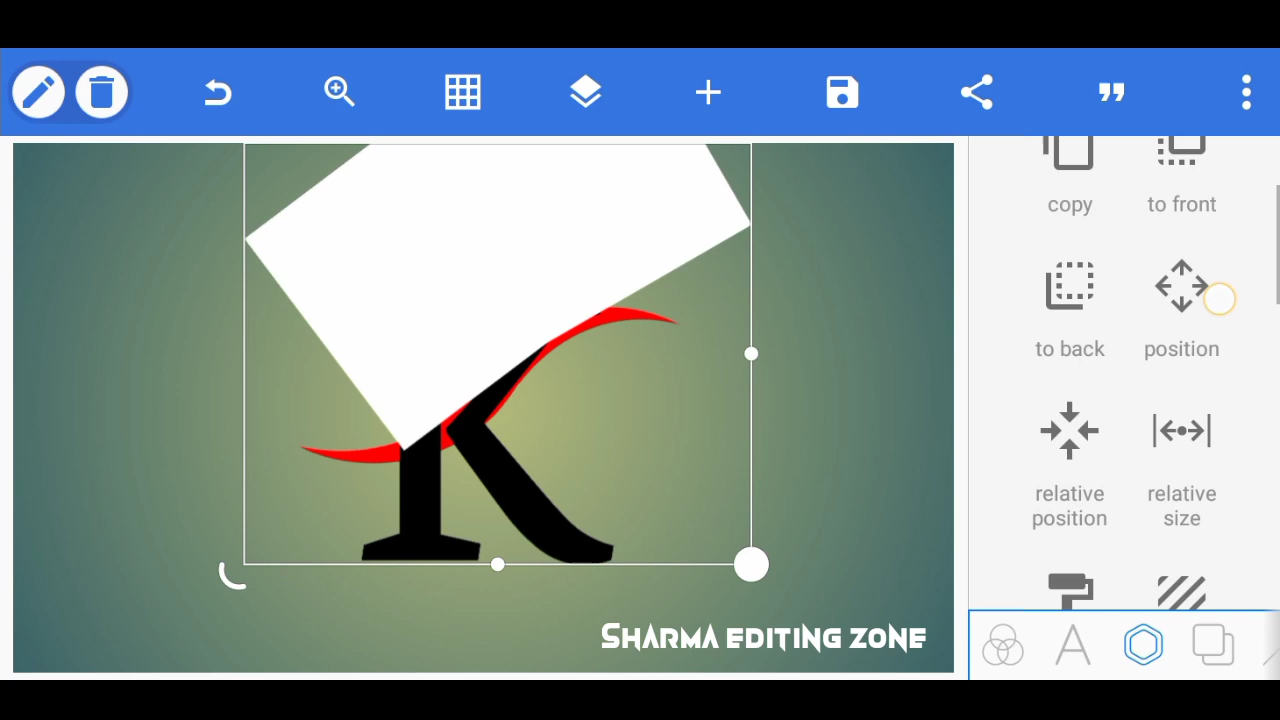 copy
to front
to back
position
relative
position
relative
size
K
SHARMA EDITING ZONE